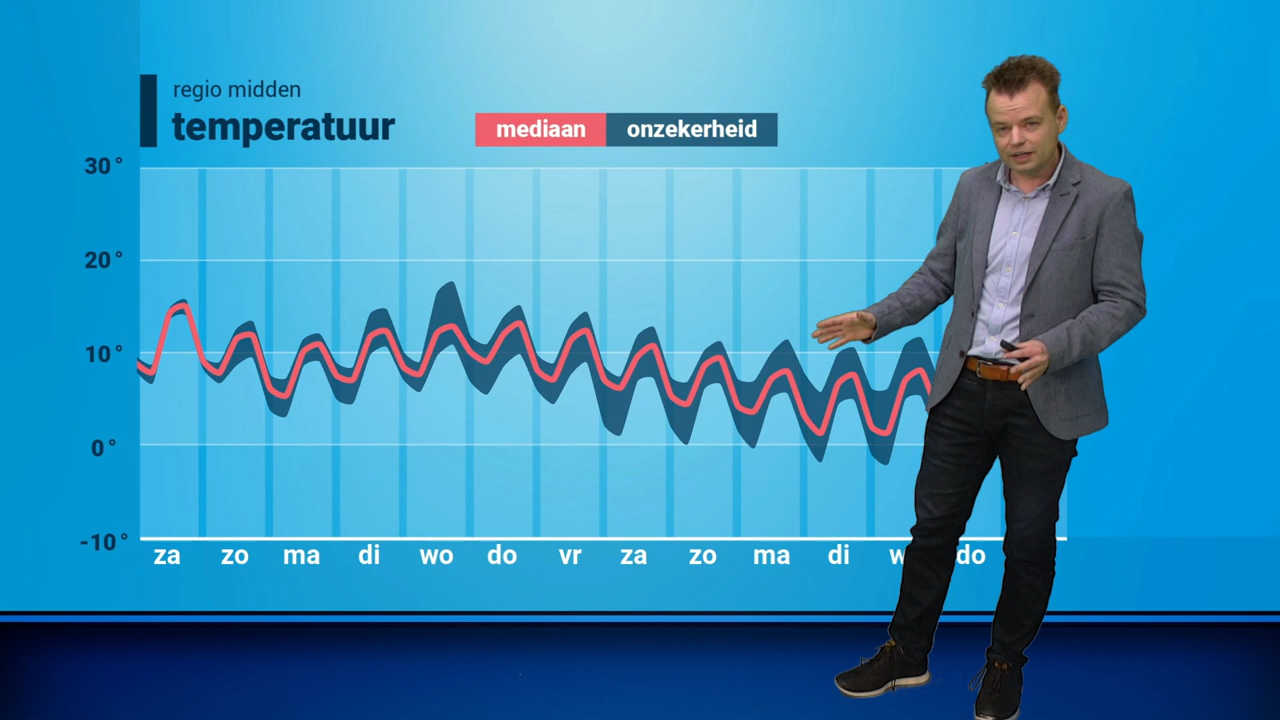 regio midden
temperatuur
mediaan onzekerheid
30°
20°
10°
0°
-10°
za zo ma di wo do vr za zo ma di w do